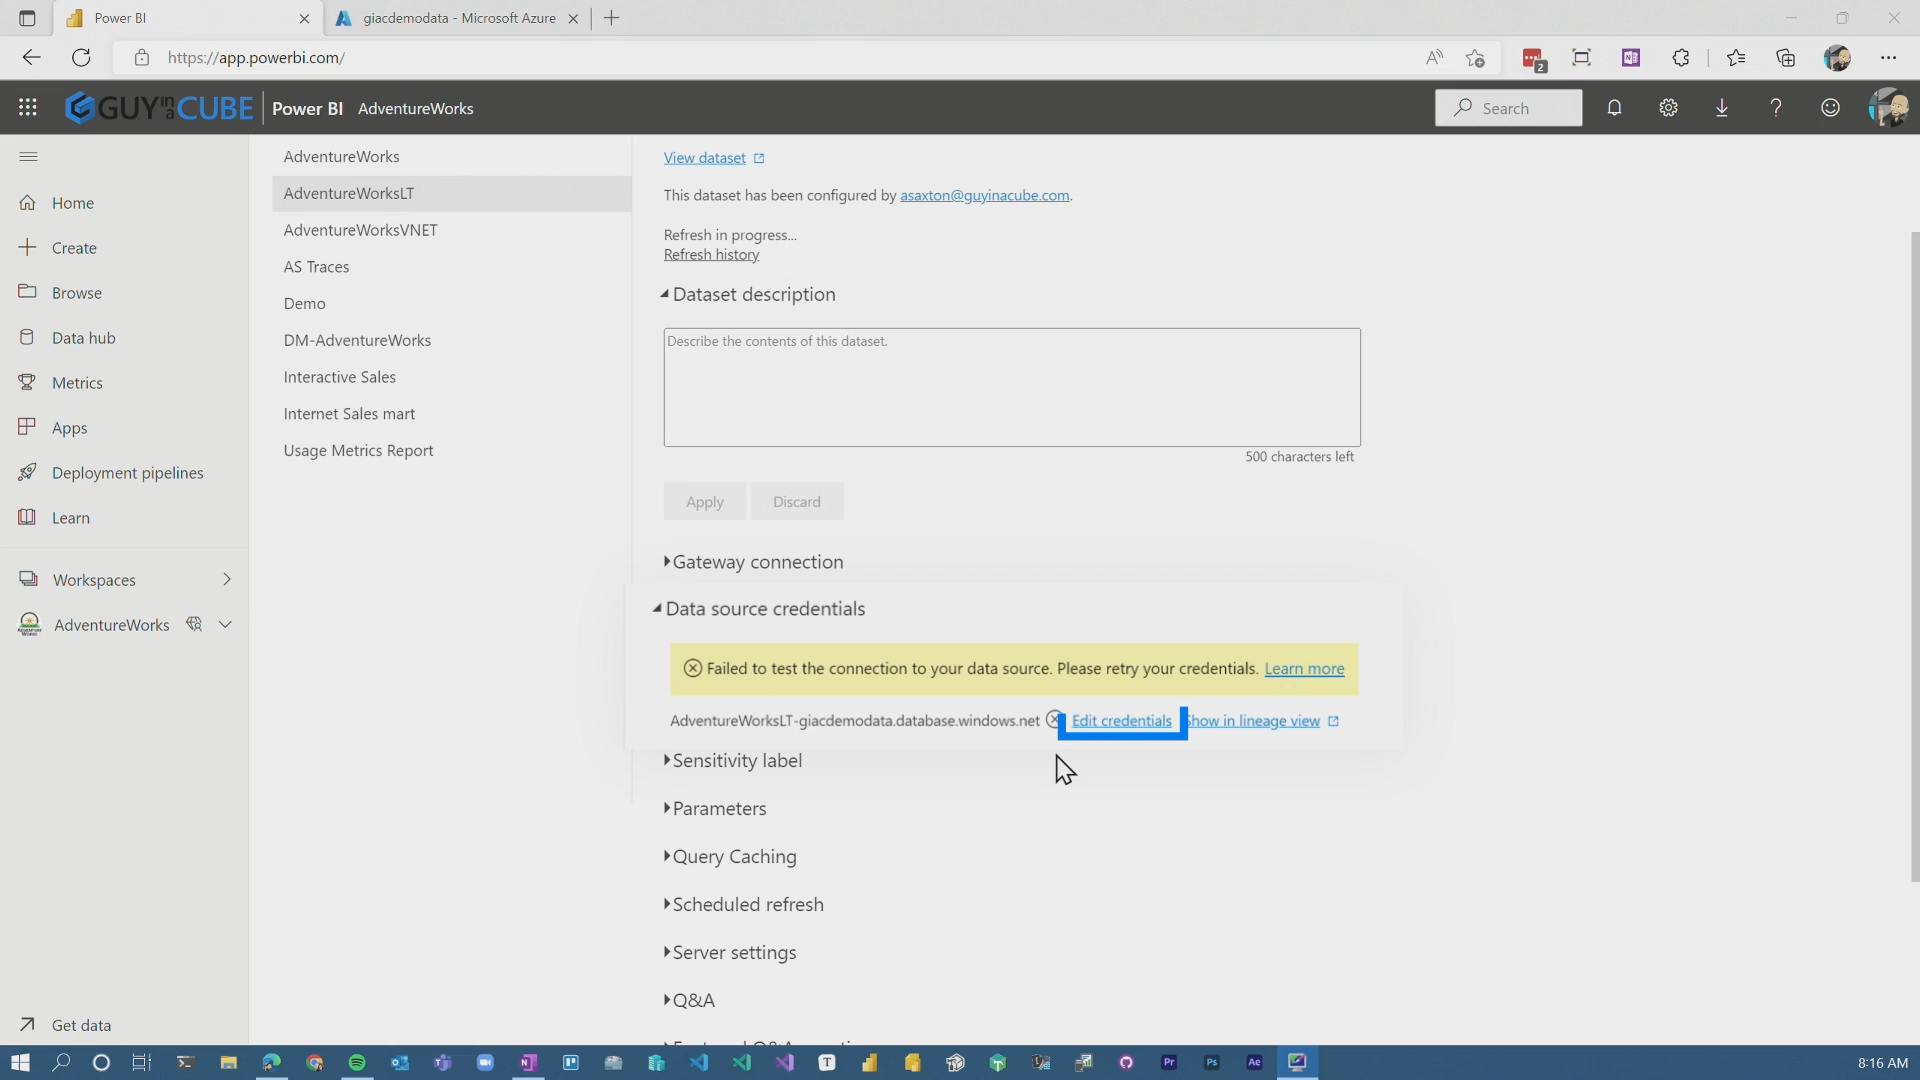 Power BI
giacdemodata - Microsoft Azure
https://app.powerbi.com/
2
GUY in a CUBE
Power BI
AdventureWorks
Search
Home
Create
Browse
Data hub
Metrics
Apps
Deployment pipelines
Learn
Workspaces
AdventureWorks
Get data
AdventureWorks
AdventureWorksLT
AdventureWorksVNET
AS Traces
Demo
DM-AdventureWorks
Interactive Sales
Internet Sales mart
Usage Metrics Report
View dataset
This dataset has been configured by asaxton@guyinacube.com.
Refresh in progress...
Refresh history
Dataset description
Describe the contents of this dataset.
500 characters left
Apply
Discard
Gateway connection
Data source credentials
Failed to test the connection to your data source. Please retry your credentials. Learn more
AdventureWorksLT-giacdemodata.database.windows.net Edit credentials Show in lineage view
Sensitivity label
Parameters
Query Caching
Scheduled refresh
Server settings
Q&A
8:16 AM